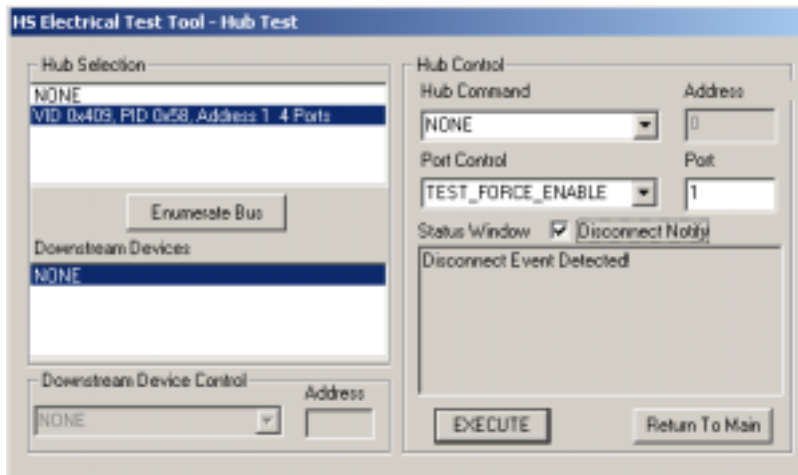 HS Electrical Test Tool - Hub Test
Hub Selection
NONE
VID 0x409, PID 0x58, Address 1 4 Ports
Enumerate Bus
Downstream Devices
NONE
Downstream Device Control
Address
NONE
Hub Control
Hub Command
Address
NONE
0
Port Control
Port
TEST_FORCE_ENABLE
1
Status Window
Disconnect Notify
Disconnect Event Detected!
EXECUTE
Return To Main